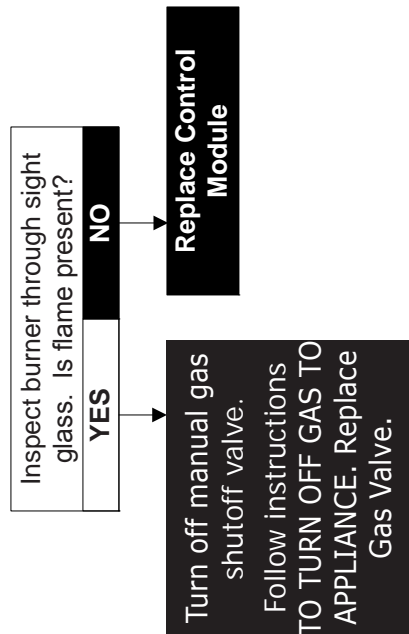 Inspect burner through sight
glass. Is flame present?
YES
NO
Turn off manual gas
shutoff valve.
Follow instructions
TO TURN OFF GAS TO
APPLIANCE. Replace
Gas Valve.
Replace Control
Module